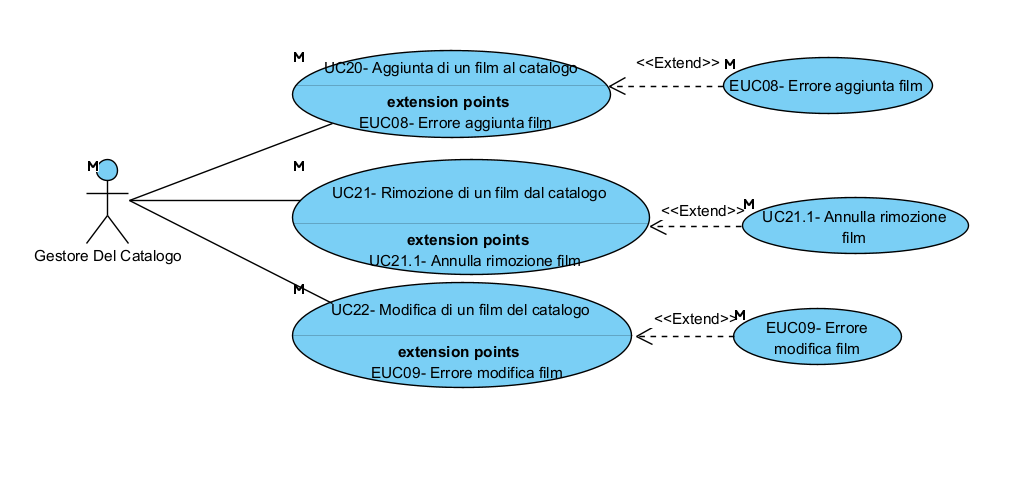 M
UC20- Aggiunta di un film al catalogo
extension points
EUC08- Errore aggiunta film
<<Extend>>
M
EUC08- Errore aggiunta film
M
Gestore Del Catalogo
M
UC21- Rimozione di un film dal catalogo
extension points
UC21.1- Annulla rimozione film
<<Extend>>
M
UC21.1- Annulla rimozione
film
M
UC22- Modifica di un film del catalogo
extension points
EUC09- Errore modifica film
<<Extend>>
M
EUC09- Errore
modifica film